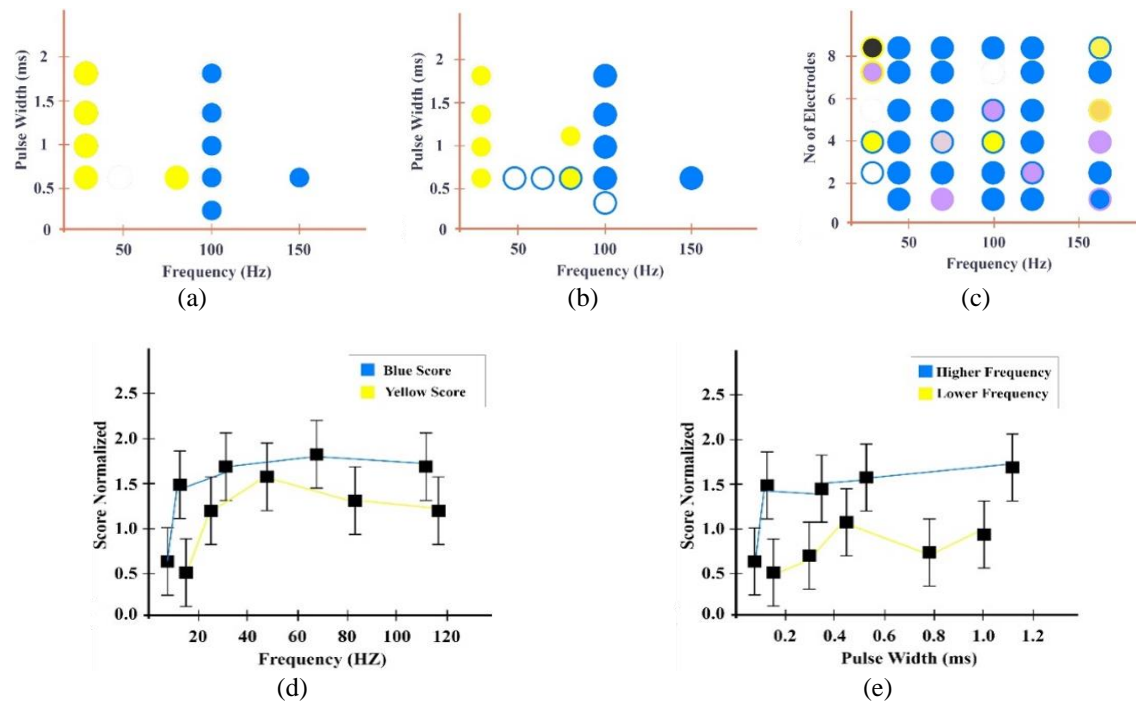 Pulse Width (ms)
2
1.5
1
0.5
0
50
100
150
Frequency (Hz)
(a)
Pulse Width (ms)
2
1.5
1
0.5
0
50
100
150
Frequency (Hz)
(b)
No of Electrodes
8
6
4
2
0
50
100
150
Frequency (Hz)
(c)
Blue Score
Yellow Score
Score Normalized
2.5
2.0
1.5
1.0
0.5
0.0
20
40
60
80
100
120
Frequency (HZ)
(d)
Higher Frequency
Lower Frequency
Score Normalized
2.5
2.0
1.5
1.0
0.5
0.0
0.2
0.4
0.6
0.8
1.0
1.2
Pulse Width (ms)
(e)